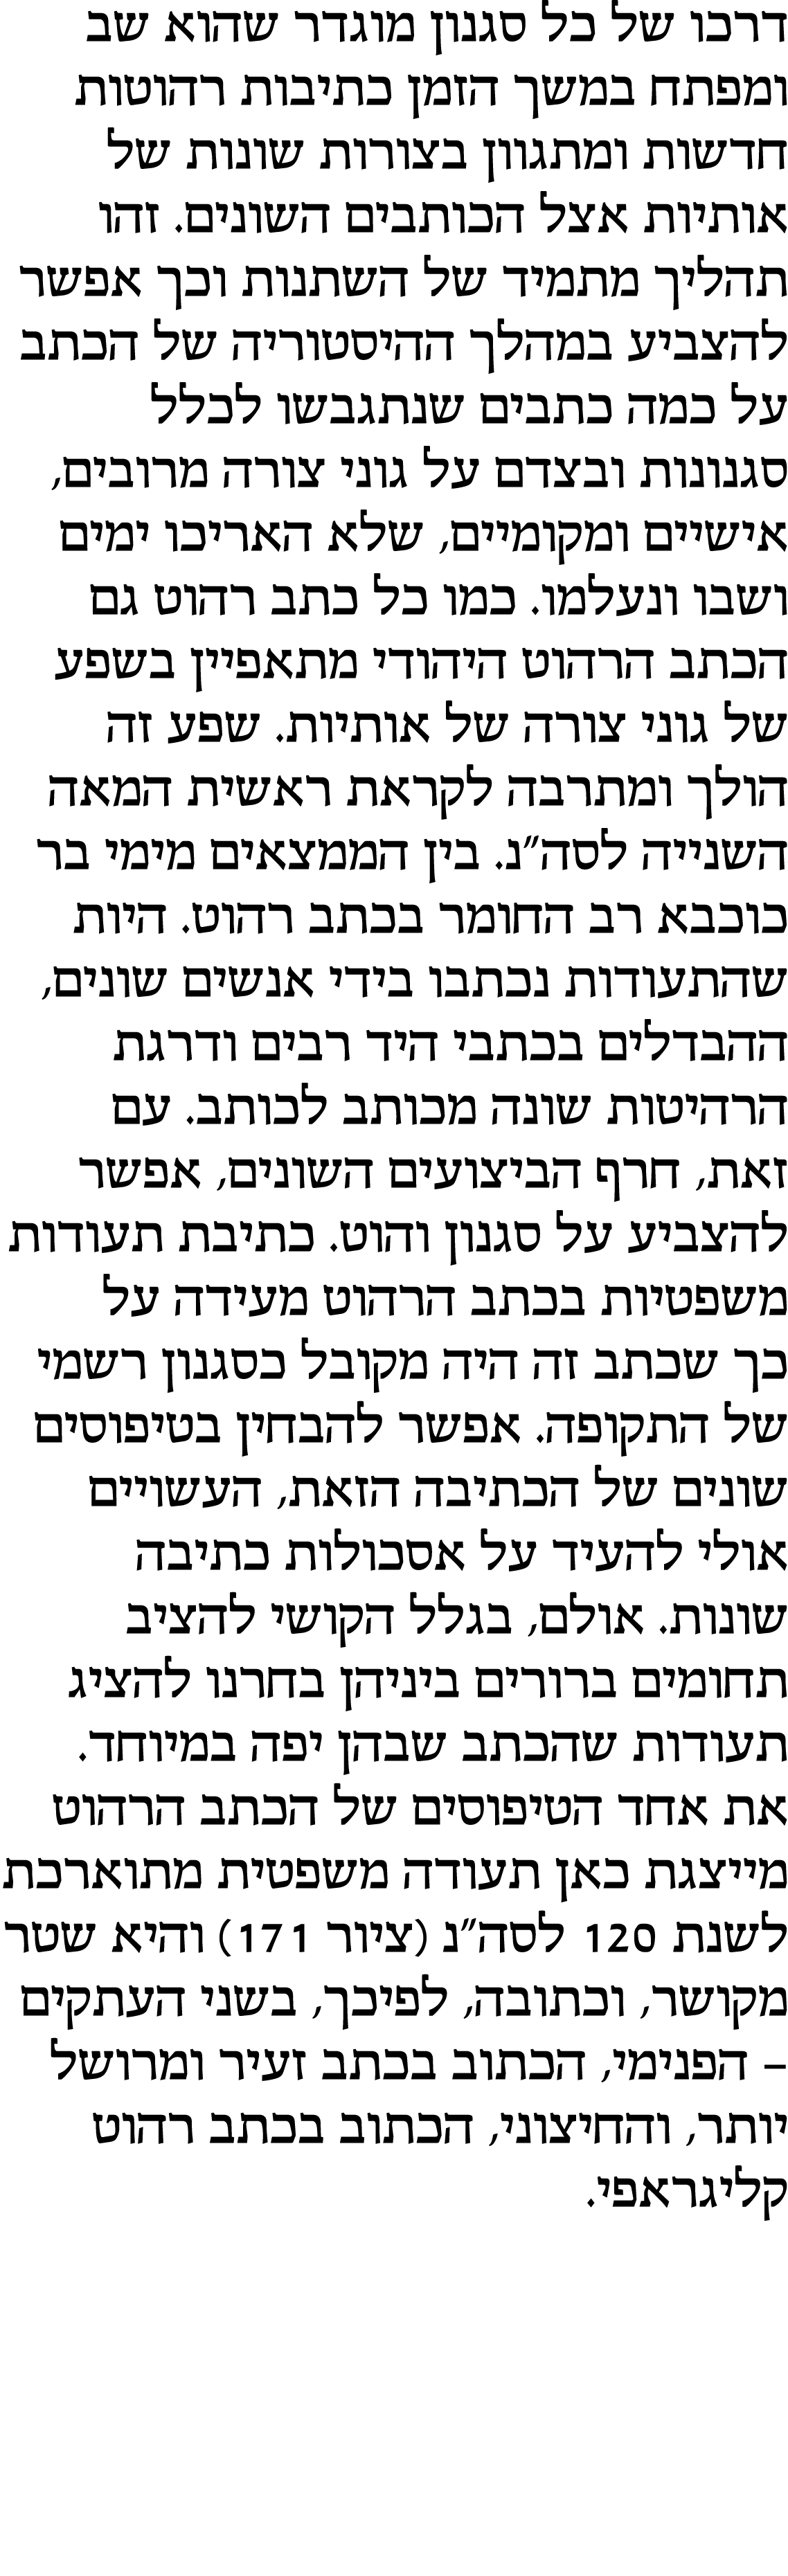 דרכו של כל סגנון מוגדר שהוא שב
ומפתח במשך הזמן כתיבות רהוטות
חדשות ומתגוון בצורות שונות של
אותיות אצל הכותבים השונים. זהו
תהליך מתמיד של השתנות וכך אפשר
להצביע במהלך ההיסטוריה של הכתב
על כמה כתבים שנתגבשו לכלל
סגנונות ובצדם על גוני צורה מרובים,
אישיים ומקומיים, שלא האריכו ימים
ושבו ונעלמו. כמו כל כתב רהוט גם
הכתב הרהוט היהודי מתאפיין בשפע
של גוני צורה של אותיות. שפע זה
הולך ומתרבה לקראת ראשית המאה
השנייה לסה״נ. בין הממצאים מימי בר
כוכבא רב החומר בכתב רהוט. היות
שהתעודות נכתבו בידי אנשים שונים,
ההבדלים בכתבי היד רבים ודרגת
הרהיטות שונה מכותב לכותב. עם
זאת, חרף הביצועים השונים, אפשר
להצביע על סגנון והוט. כתיבת תעודות
משפטיות בכתב הרהוט מעידה על
כך שכתב זה היה מקובל כסגנון רשמי
של התקופה. אפשר להבחין בטיפוסים
שונים של הכתיבה הזאת, העשויים
אולי להעיד על אסכולות כתיבה
שונות. אולם, בגלל הקושי להציב
תחומים ברורים ביניהן בחרנו להציג
תעודות שהכתב שבהן יפה במיוחד.
את אחד הטיפוסים של הכתב הרהוט
מייצגת כאן תעודה משפטית מתוארכת
לשנת 120 לסה״נ (ציור 171) והיא שטר
מקושר, וכתובה, לפיכך, בשני העתקים
– הפנימי, הכתוב בכתב זעיר ומרושל
יותר, והחיצוני, הכתוב בכתב רהוט
קליגראפי.